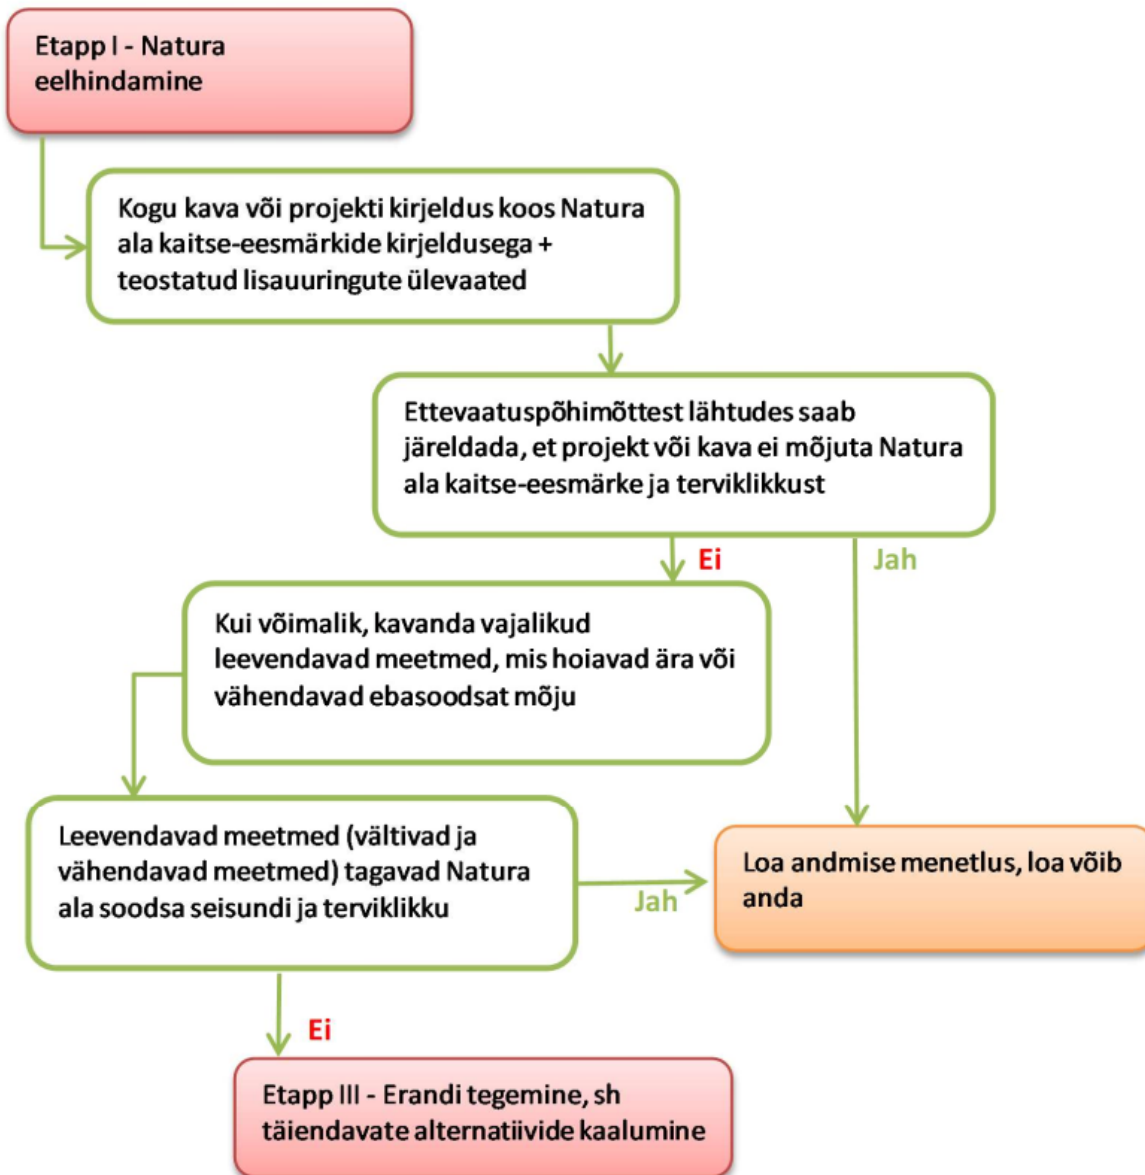 Etapp I - Natura
eelhindamine
Kogu kava või projekti kirjeldus koos Natura
ala kaitse-eesmärkide kirjeldusega +
teostatud lisauuringute ülevaated
Ettevaatuspõhimõttest lähtudes saab
järeldada, et projekt või kava ei mõjuta Natura
ala kaitse-eesmärke ja terviklikkust
Ei
Jah
Kui võimalik, kavanda vajalikud
leevendavad meetmed, mis hoiavad ära või
vähendavad ebasoodsat mõju
Leevendavad meetmed (vältivad ja
vähendavad meetmed) tagavad Natura
ala soodsa seisundi ja terviklikku
Jah
Loa andmise menetlus, loa võib
anda
Ei
Etapp III - Erandi tegemine, sh
täiendavate alternatiivide kaalumine